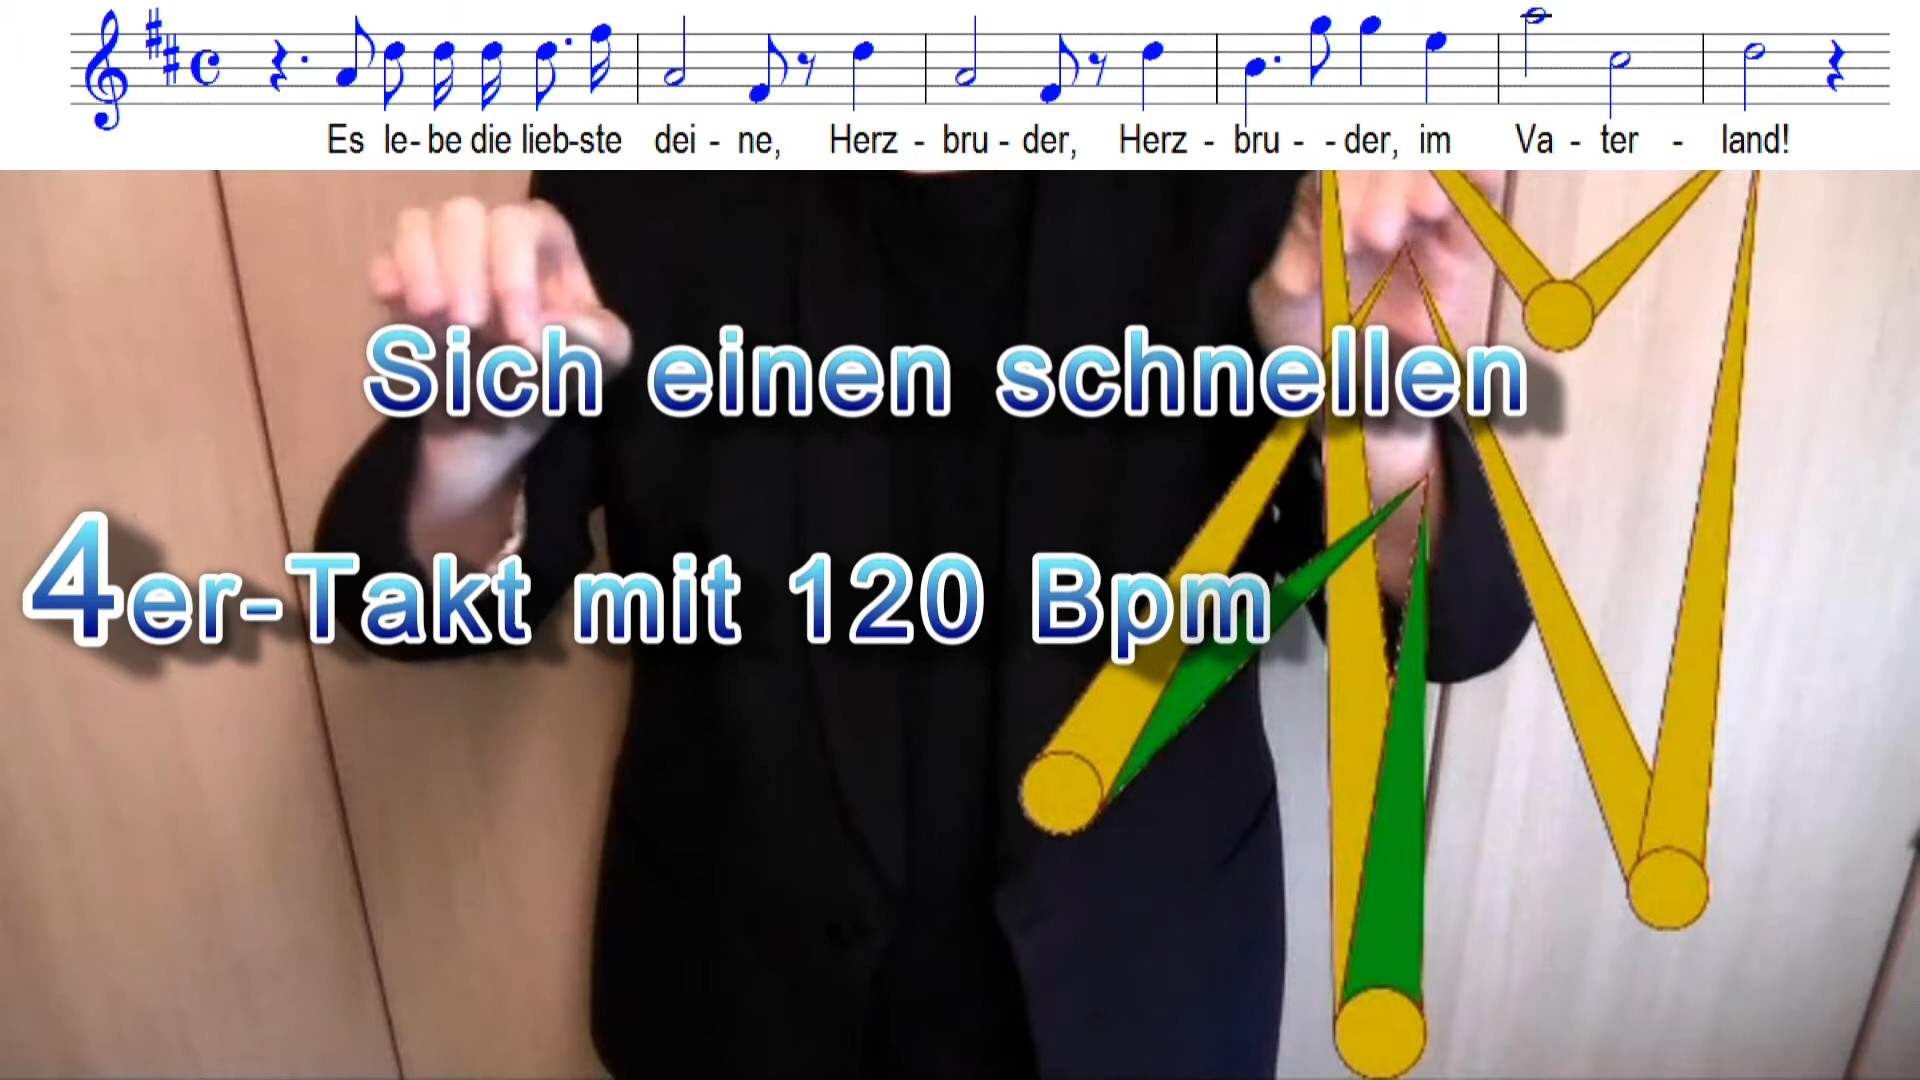 Es le- be die lieb-ste dei - ne, Herz - bru - der, Herz - bru - - der, im Va - ter - land!
Sich einen schnellen
4er-Takt mit 120 Bpm